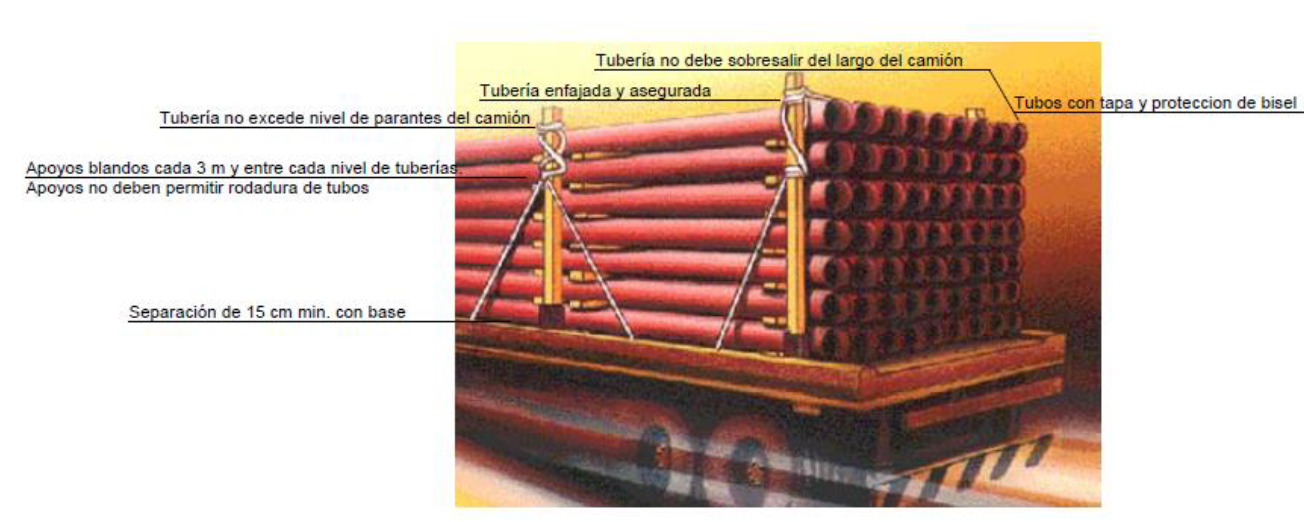 Tubería no debe sobresalir del largo del camión
Tubería enfajada y asegurada
Tubos con tapa y proteccion de bisel
Tubería no excede nivel de parantes del camión
Apoyos blandos cada 3 m y entre cada nivel de tuberías.
Apoyos no deben permitir rodadura de tubos
Separación de 15 cm min. con base